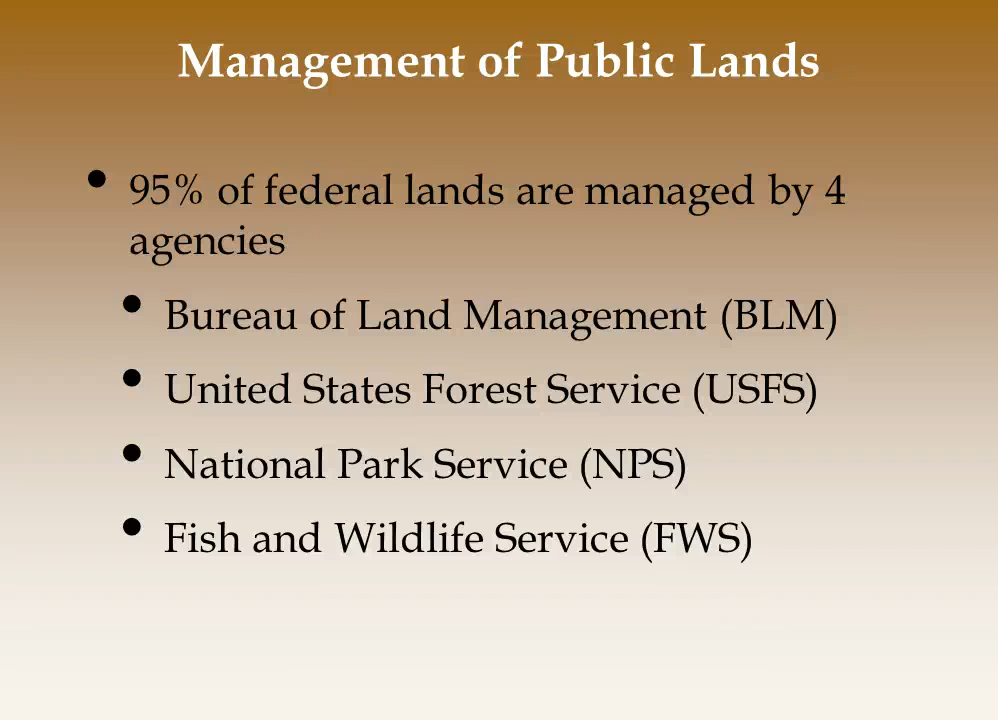 Management of Public Lands
• 95% of federal lands are managed by 4
agencies
• Bureau of Land Management (BLM)
• United States Forest Service (USFS)
• National Park Service (NPS)
• Fish and Wildlife Service (FWS)